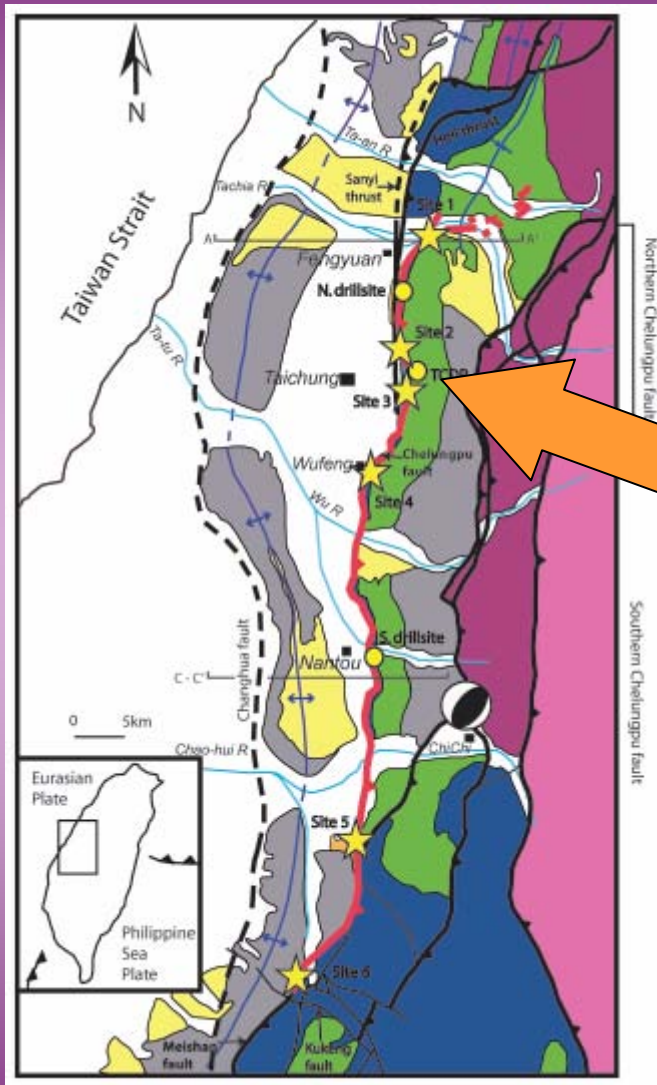 N
Ta-an R
Hori thrust
Sanyi
thrust
Tachia R
Site 1
A'
A'
Fengyuan
Taiwan Strait
N. drillsite
Site 2
Ta-tu R
TCDP
Taichung
Site 3
Northern Chelungpu fault
Wufeng
Chelungpu
fault
Site 4
Wu R
Southern Chelungpu fault
S. drillsite
Nantou
C - C'
Changhua fault
0 5km
Chao-hui R
ChiChi
Eurasian
Plate
Site 5
Philippine
Sea
Plate
Site 6
Meishan
fault
Kukeng
fault